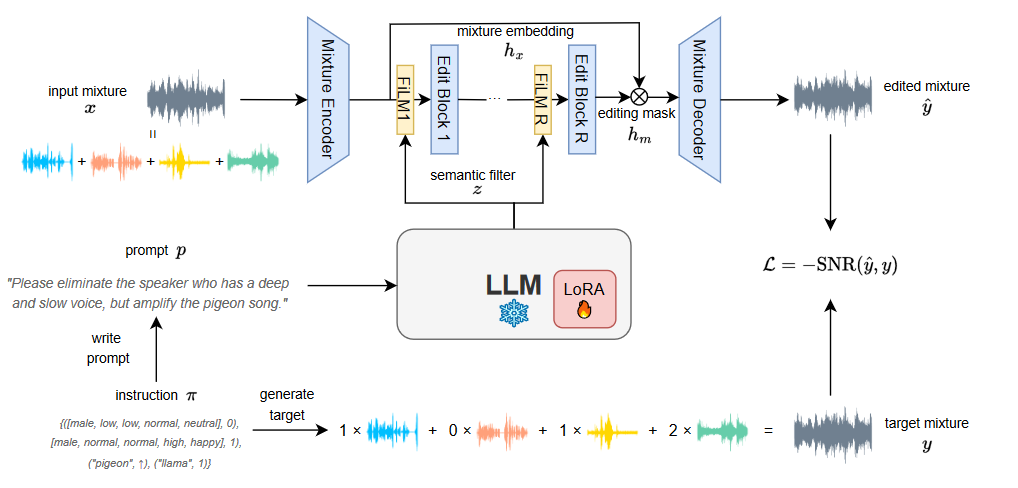 mixture embedding
hₓ
input mixture
x
=
+ + +
Mixture Encoder
FiLM1
Edit Block 1
...
FiLM R
Edit Block R
⊗
editing mask
hₘ
Mixture Decoder
edited mixture
ŷ
semantic filter
z
prompt p
"Please eliminate the speaker who has a deep
and slow voice, but amplify the pigeon song."
LLM
LoRA
ℒ = −SNR(ŷ, y)
write
prompt
instruction π
{([male, low, low, normal, neutral], 0),
[male, normal, normal, high, happy], 1),
("pigeon", ↑), ("llama", 1)}
generate
target
1 × + 0 × + 1 × + 2 × =
target mixture
y